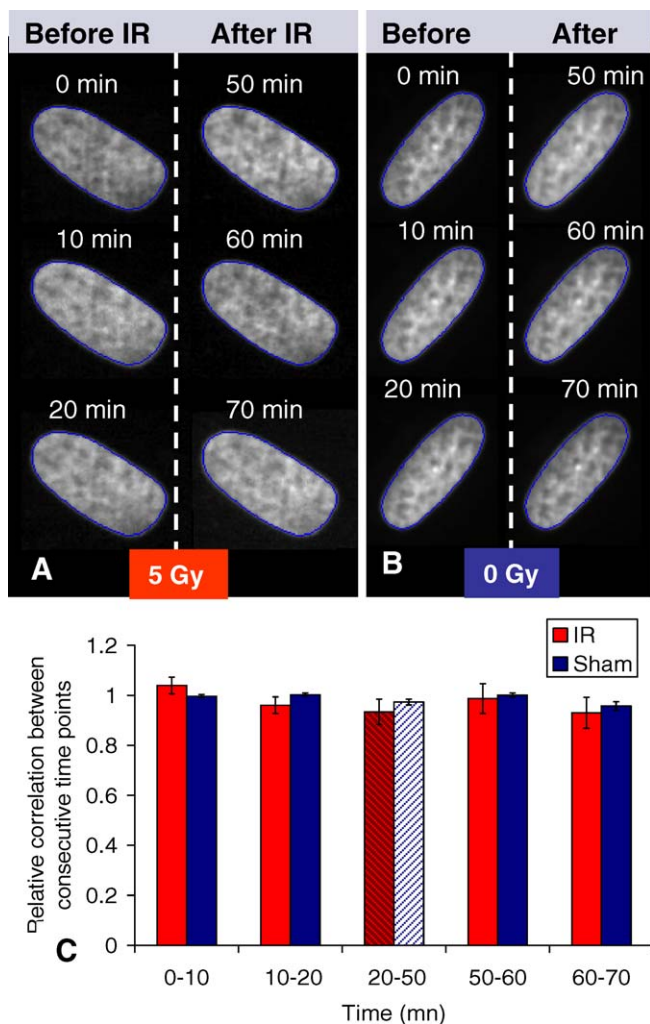 Before IR After IR
0 min 50 min
10 min 60 min
20 min 70 min
A
5 Gy
Before After
0 min 50 min
10 min 60 min
20 min 70 min
B
0 Gy
IR
Sham
Relative correlation between
consecutive time points
1.2
1
0.8
0.6
0.4
0.2
0
C
0-10 10-20 20-50 50-60 60-70
Time (mn)